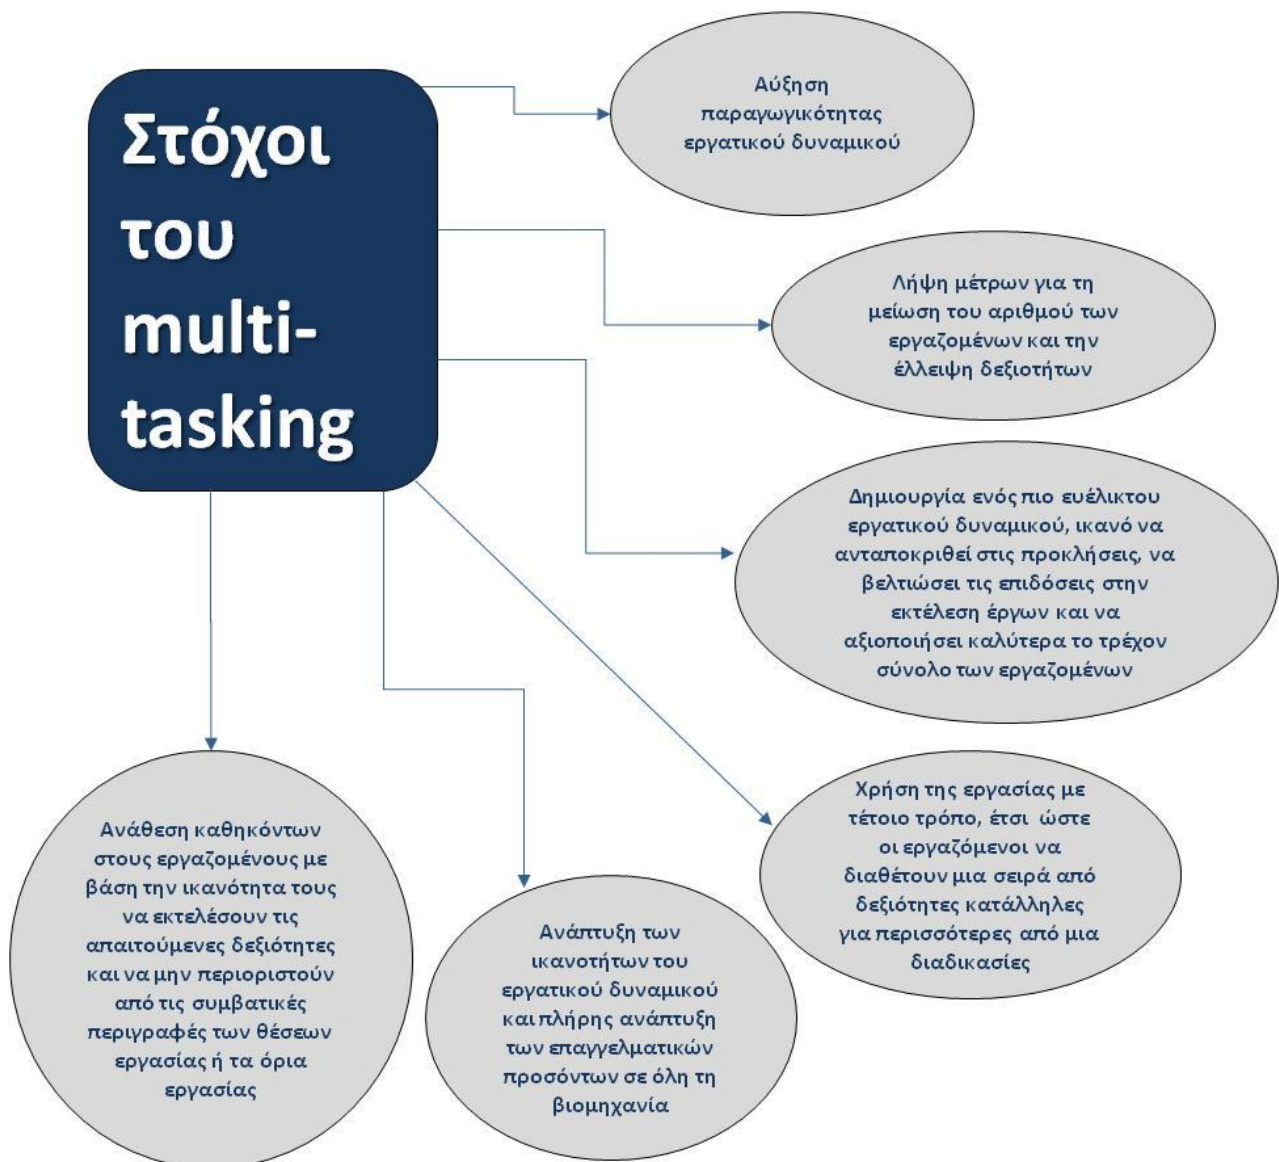 Στόχοι
του
multi-
tasking
Αύξηση
παραγωγικότητας
εργατικού δυναμικού
Λήψη μέτρων για τη
μείωση του αριθμού των
εργαζομένων και την
έλλειψη δεξιοτήτων
Δημιουργία ενός πιο ευέλικτου
εργατικού δυναμικού, ικανό να
ανταποκριθεί στις προκλήσεις, να
βελτιώσει τις επιδόσεις στην
εκτέλεση έργων και να
αξιοποιήσει καλύτερα το τρέχον
σύνολο των εργαζομένων
Χρήση της εργασίας με
τέτοιο τρόπο, έτσι ώστε
οι εργαζόμενοι να
διαθέτουν μια σειρά από
δεξιότητες κατάλληλες
για περισσότερες από μια
διαδικασίες
Ανάπτυξη των
ικανοτήτων του
εργατικού δυναμικού
και πλήρης ανάπτυξη
των επαγγελματικών
προσόντων σε όλη τη
βιομηχανία
Ανάθεση καθηκόντων
στους εργαζομένους με
βάση την ικανότητα τους
να εκτελέσουν τις
απαιτούμενες δεξιότητες
και να μην περιοριστούν
από τις συμβατικές
περιγραφές των θέσεων
εργασίας ή τα όρια
εργασίας